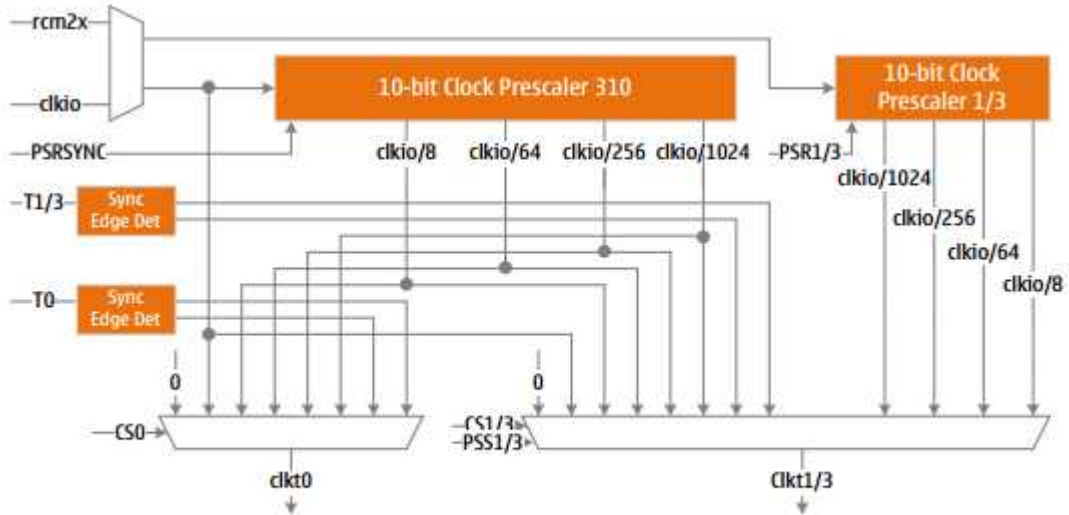 rcm2x
10-bit Clock Prescaler 310
10-bit Clock
Prescaler 1/3
clkio
PSRSYNC
clkio/8
clkio/64
clkio/256
clkio/1024
PSR1/3
clkio/1024
clkio/256
clkio/64
clkio/8
T1/3
Sync
Edge Det
T0
Sync
Edge Det
0
0
CS0
CS1/3
PSS1/3
clkt0
Clkt1/3